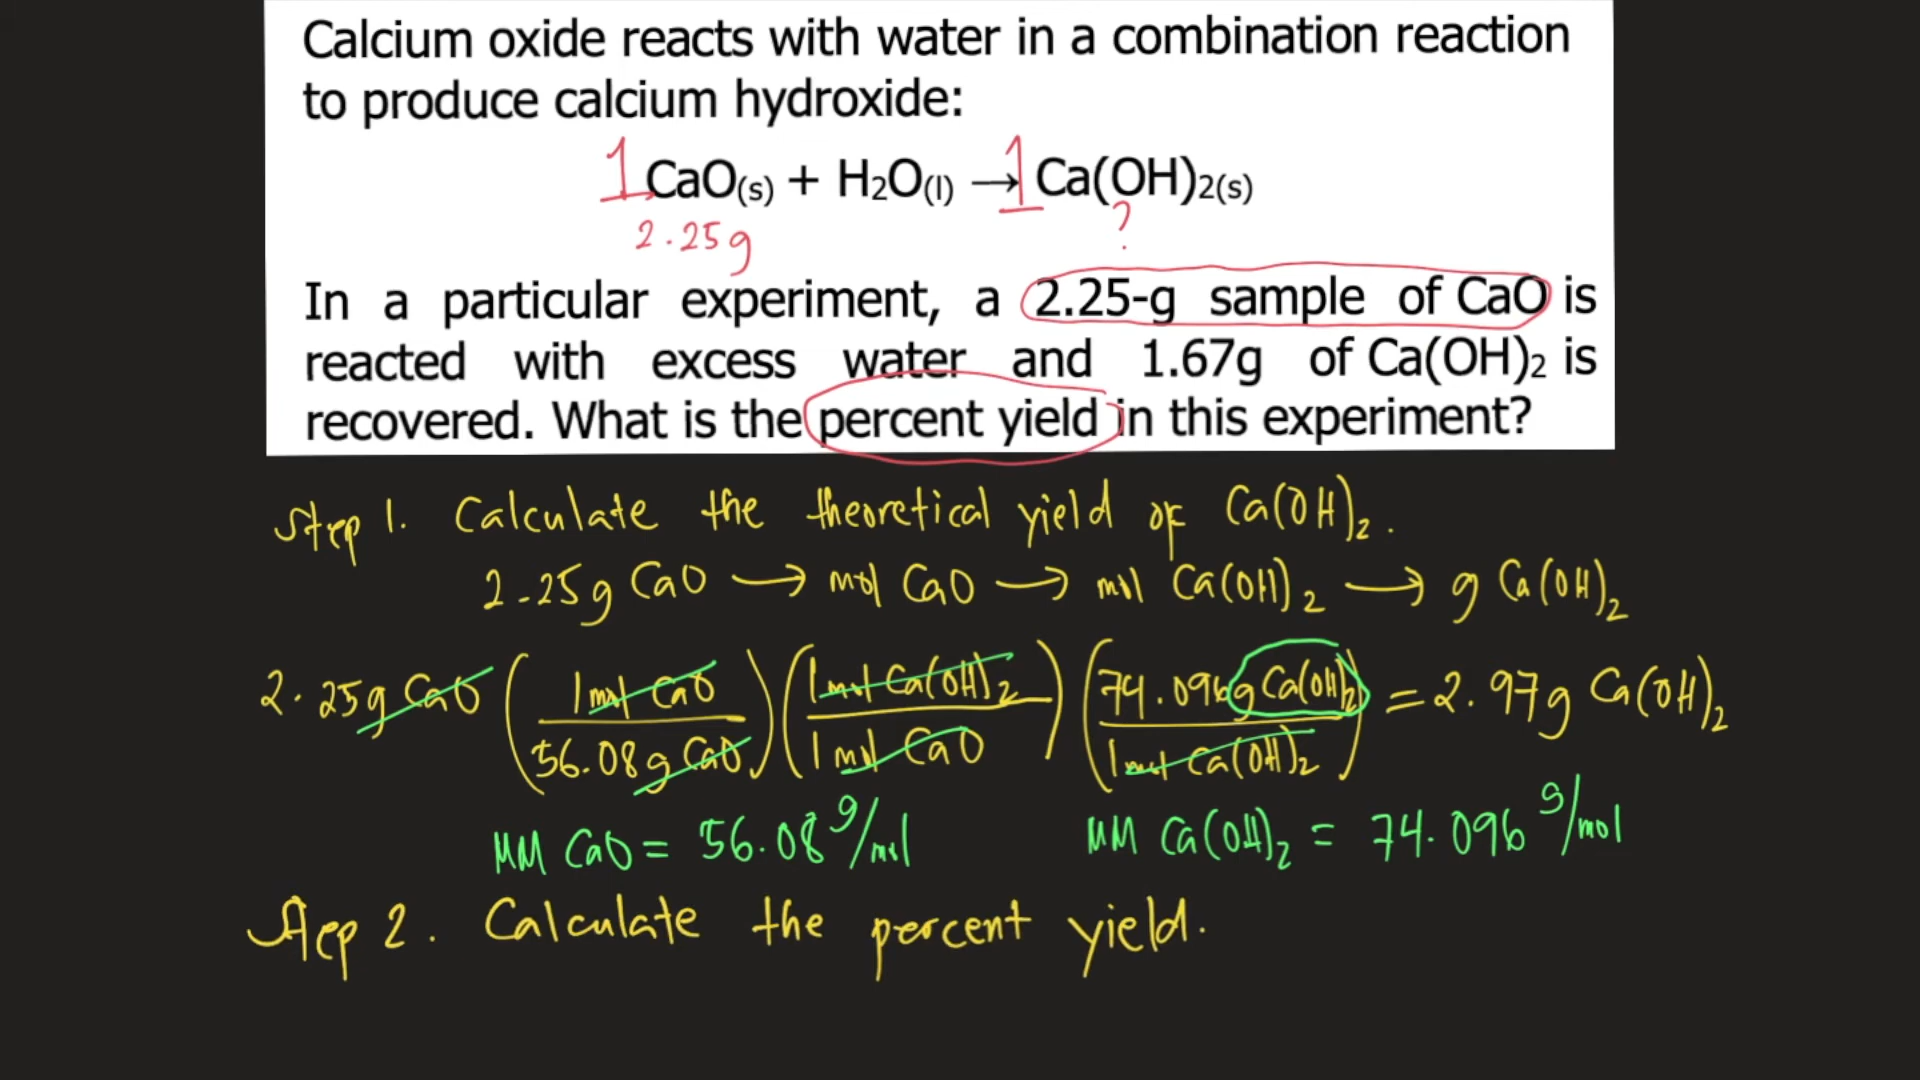 Calcium oxide reacts with water in a combination reaction
to produce calcium hydroxide:
1 CaO(s) + H₂O(l) → 1 Ca(OH)₂(s)
2.25g ?
In a particular experiment, a 2.25-g sample of CaO is
reacted with excess water and 1.67g of Ca(OH)₂ is
recovered. What is the percent yield in this experiment?
Step 1. Calculate the theoretical yield of Ca(OH)₂.
2.25g CaO → mol CaO → mol Ca(OH)₂ → g Ca(OH)₂
2.25g CaO (1 mol CaO / 56.08g CaO) (1 mol Ca(OH)₂ / 1 mol CaO) (74.096g Ca(OH)₂ / 1 mol Ca(OH)₂) = 2.97g Ca(OH)₂
MM CaO = 56.08 g/mol MM Ca(OH)₂ = 74.096 g/mol
Step 2. Calculate the percent yield.